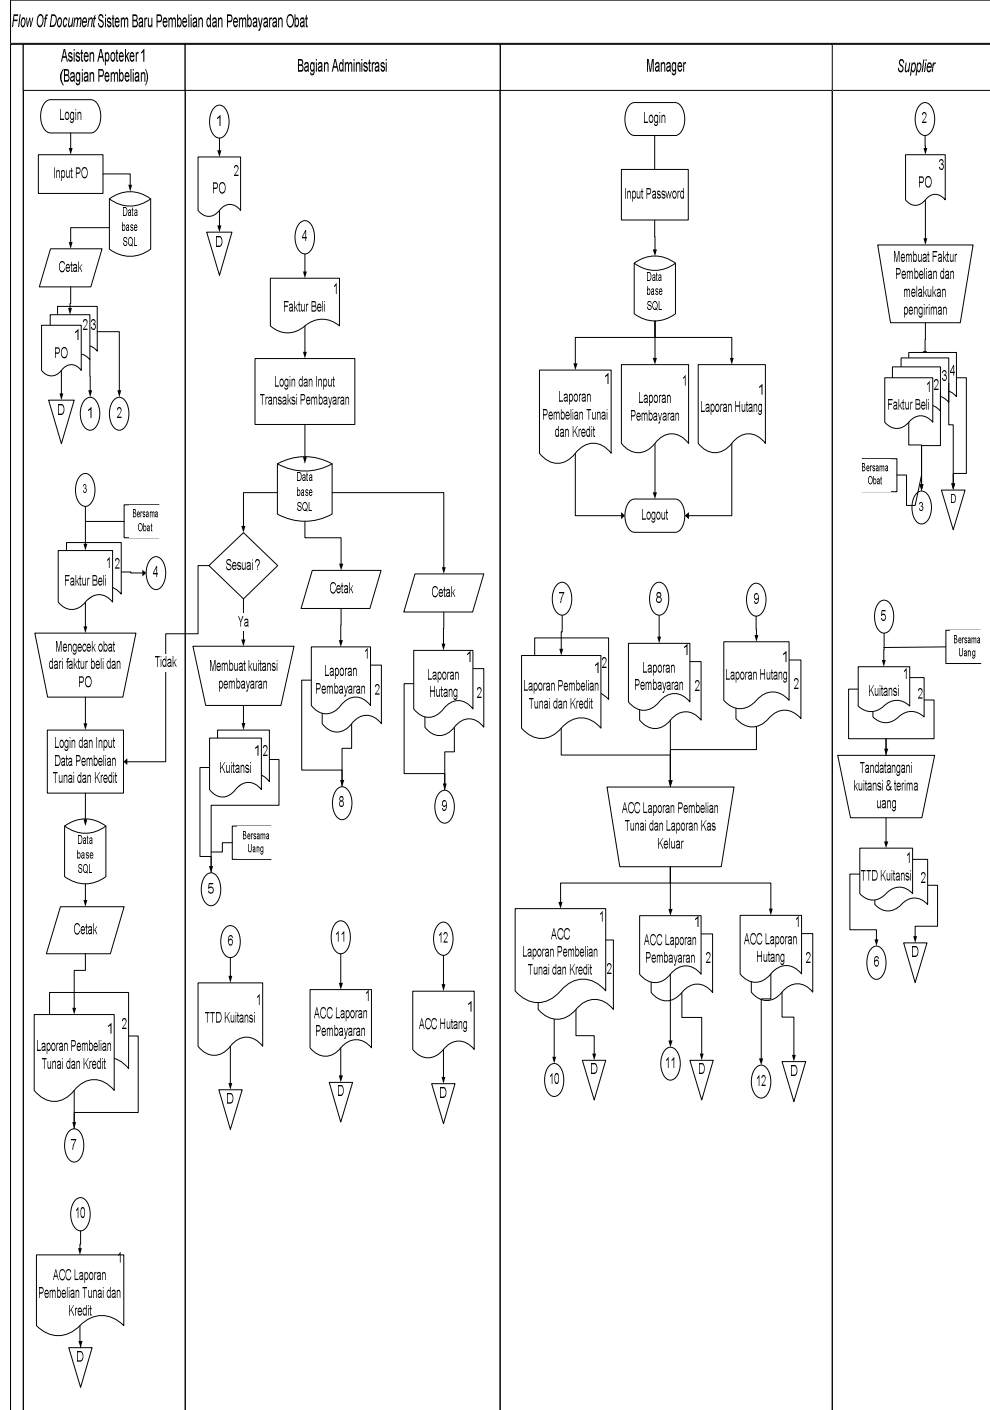 Flow Of Document Sistem Baru Pembelian dan Pembayaran Obat
Asisten Apoteker 1
(Bagian Pembelian)
Login
Input PO
Data
base
SQL
Cetak
1
2
3
PO
D
1
2
3
Bersama
Obat
1
2
Faktur Beli
4
Mengecek obat
dari faktur beli dan
PO
Login dan Input
Data Pembelian
Tunai dan Kredit
Data
base
SQL
Cetak
1
2
Laporan Pembelian
Tunai dan Kredit
7
10
1
ACC Laporan
Pembelian Tunai dan
Kredit
D
Bagian Administrasi
1
2
PO
D
4
1
Faktur Beli
Login dan Input
Transaksi Pembayaran
Data
base
SQL
Sesuai?
Ya
Tidak
Cetak
Cetak
Membuat kuitansi
pembayaran
1
Laporan
Pembayaran
2
1
Laporan
Hutang
2
1
2
Kuitansi
8
9
Bersama
Uang
5
6
1
TTD Kuitansi
D
11
1
ACC Laporan
Pembayaran
D
12
1
ACC Hutang
D
Manager
Login
Input Password
Data
base
SQL
1
Laporan
Pembelian Tunai
dan Kredit
1
Laporan
Pembayaran
1
Laporan Hutang
Logout
7
8
9
1
2
Laporan Pembelian
Tunai dan Kredit
1
Laporan
Pembayaran
2
1
Laporan Hutang
2
ACC Laporan Pembelian
Tunai dan Laporan Kas
Keluar
1
ACC
Laporan Pembelian
Tunai dan Kredit
2
1
ACC Laporan
Pembayaran
2
1
ACC Laporan
Hutang
2
10
D
11
D
12
D
Supplier
2
3
PO
Membuat Faktur
Pembelian dan
melakukan
pengiriman
1
2
3
4
Faktur Beli
Bersama
Obat
3
D
5
Bersama
Uang
1
Kuitansi
2
Tandatangani
kuitansi & terima
uang
1
TTD Kuitansi
2
6
D